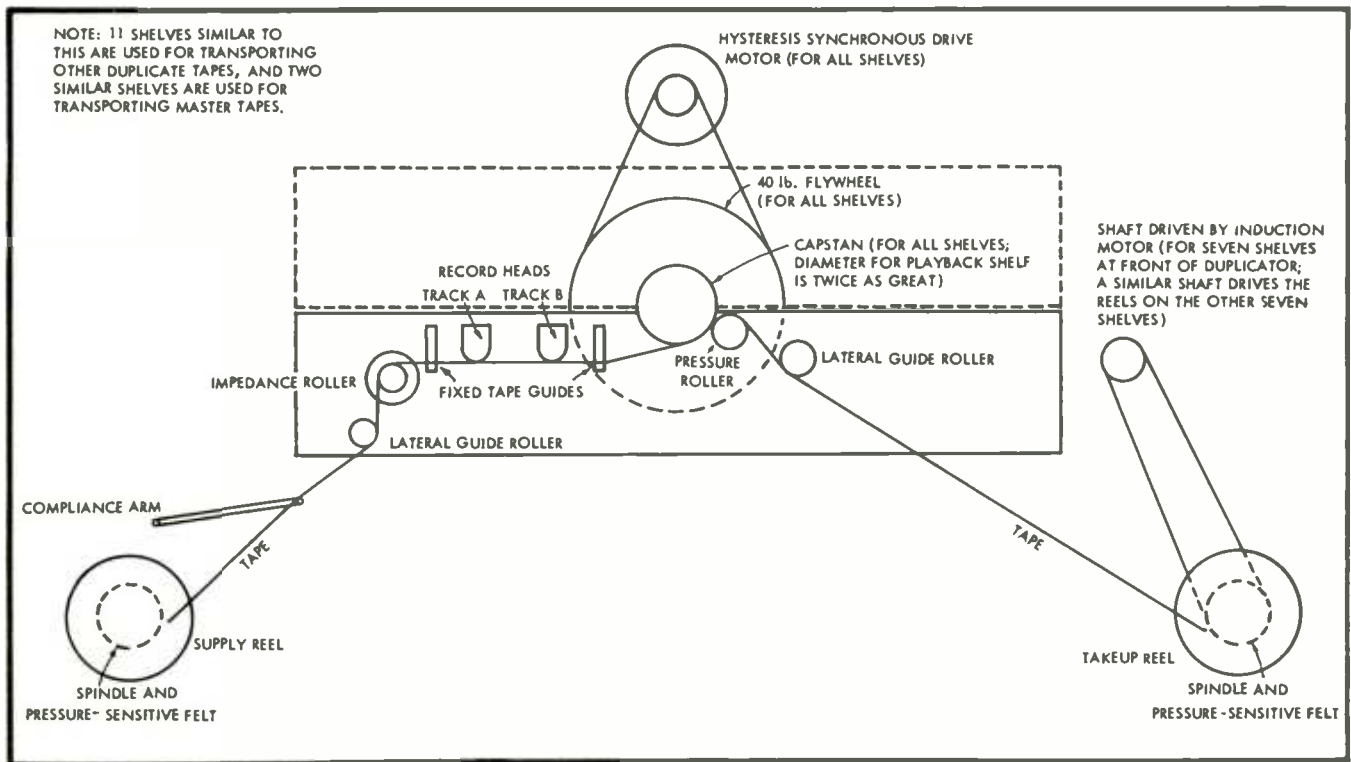 NOTE: 11 SHELVES SIMILAR TO
THIS ARE USED FOR TRANSPORTING
OTHER DUPLICATE TAPES, AND TWO
SIMILAR SHELVES ARE USED FOR
TRANSPORTING MASTER TAPES.
HYSTERESIS SYNCHRONOUS DRIVE
MOTOR (FOR ALL SHELVES)
40 lb. FLYWHEEL
(FOR ALL SHELVES)
CAPSTAN (FOR ALL SHELVES;
DIAMETER FOR PLAYBACK SHELF
IS TWICE AS GREAT)
SHAFT DRIVEN BY INDUCTION
MOTOR (FOR SEVEN SHELVES
AT FRONT OF DUPLICATOR;
A SIMILAR SHAFT DRIVES THE
REELS ON THE OTHER SEVEN
SHELVES)
RECORD HEADS
TRACK A TRACK B
IMPEDANCE ROLLER
FIXED TAPE GUIDES
PRESSURE
ROLLER
LATERAL GUIDE ROLLER
LATERAL GUIDE ROLLER
COMPLIANCE ARM
TAPE
TAPE
SUPPLY REEL
SPINDLE AND
PRESSURE- SENSITIVE FELT
TAKEUP REEL
SPINDLE AND
PRESSURE-SENSITIVE FELT